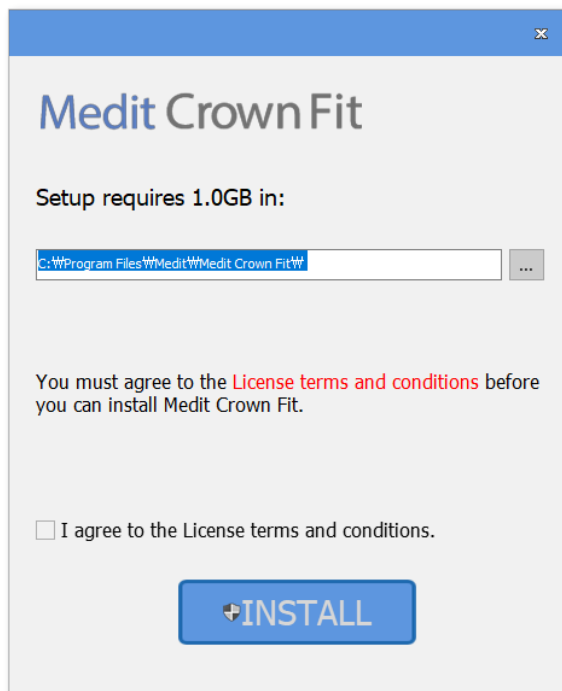 Medit Crown Fit
Setup requires 1.0GB in:
C:₩Program Files₩Medit₩Medit Crown Fit₩
...
You must agree to the License terms and conditions before
you can install Medit Crown Fit.
I agree to the License terms and conditions.
INSTALL